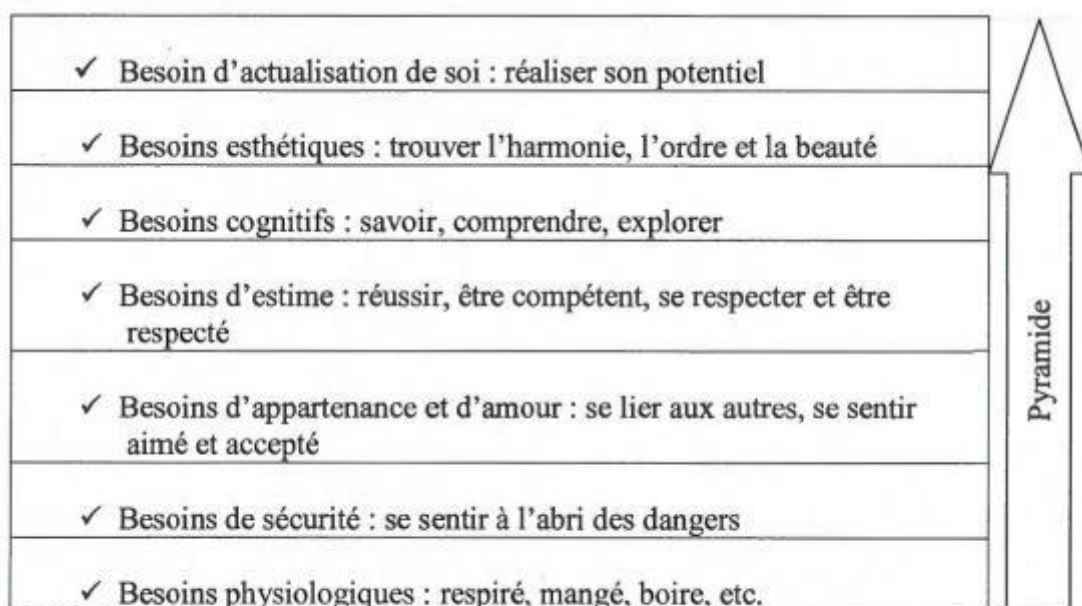 ✓ Besoin d'actualisation de soi : réaliser son potentiel
✓ Besoins esthétiques : trouver l'harmonie, l'ordre et la beauté
✓ Besoins cognitifs : savoir, comprendre, explorer
✓ Besoins d'estime : réussir, être compétent, se respecter et être
respecté
✓ Besoins d'appartenance et d'amour : se lier aux autres, se sentir
aimé et accepté
✓ Besoins de sécurité : se sentir à l'abri des dangers
✓ Besoins physiologiques : respiré, mangé, boire, etc.
Pyramide